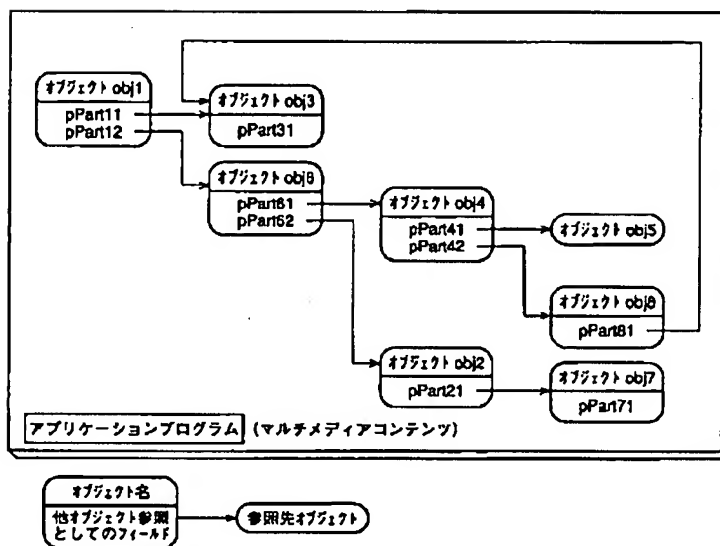 オブジェクト obj1
pPart11
pPart12
オブジェクト obj3
pPart31
オブジェクト obj6
pPart61
pPart62
オブジェクト obj4
pPart41
pPart42
オブジェクト obj5
オブジェクト obj8
pPart81
オブジェクト obj2
pPart21
オブジェクト obj7
pPart71
アプリケーションプログラム (マルチメディアコンテンツ)
オブジェクト名
他オブジェクト参照
としてのフィールド
参照先オブジェクト